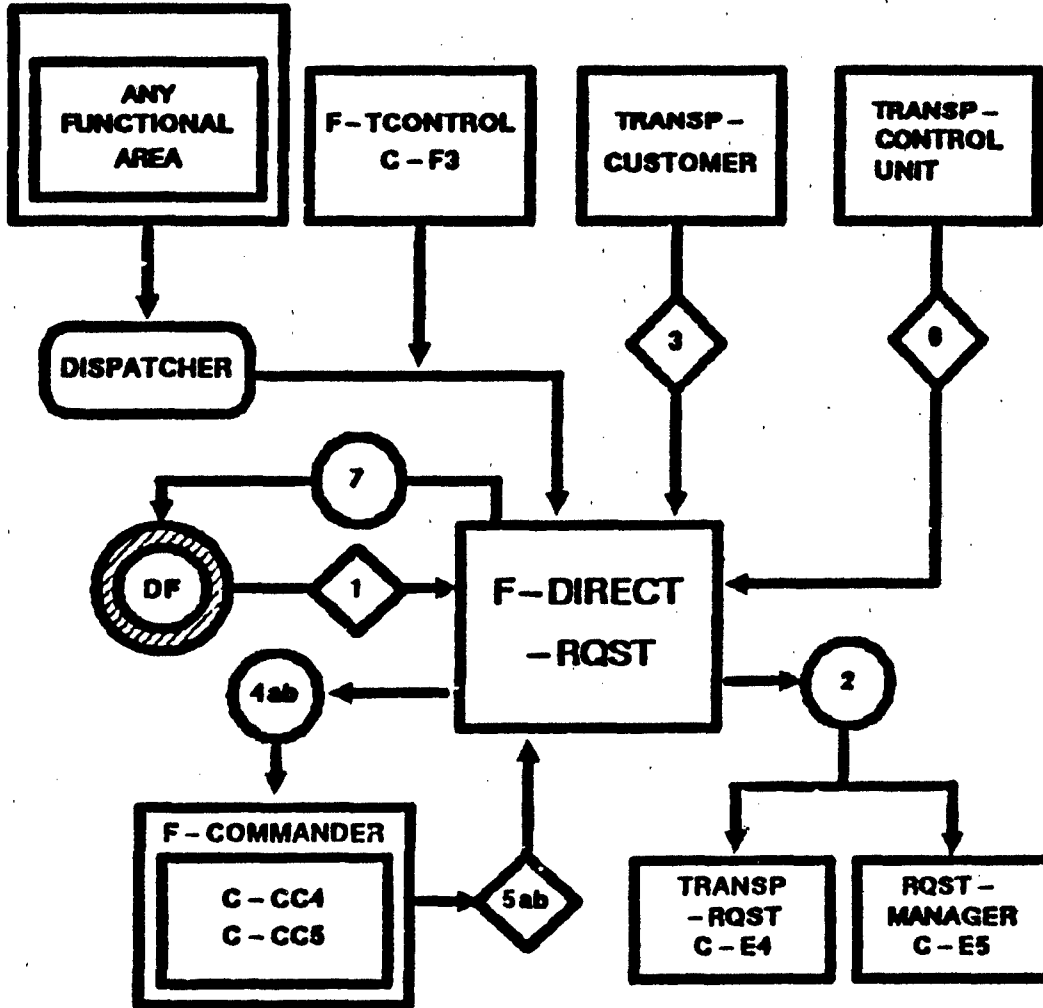 ANY
FUNCTIONAL
AREA
F-TCONTROL
C-F3
TRANSP-
CUSTOMER
TRANSP-
CONTROL
UNIT
DISPATCHER
3
6
7
DF
1
F-DIRECT
-RQST
4ab
2
F-COMMANDER
C-CC4
C-CC5
5ab
TRANSP
-RQST
C-E4
RQST-
MANAGER
C-E5